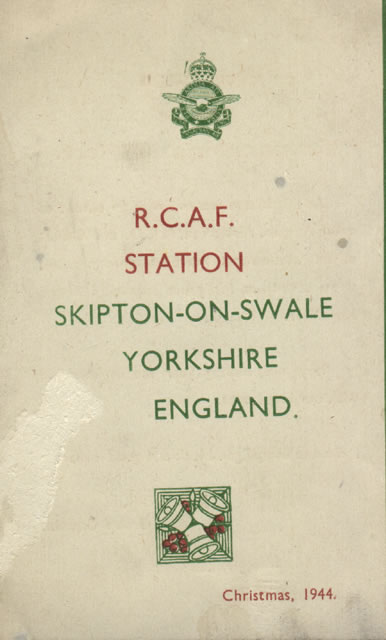 R.C.A.F.
STATION
SKIPTON-ON-SWALE
YORKSHIRE
ENGLAND.
Christmas, 1944.